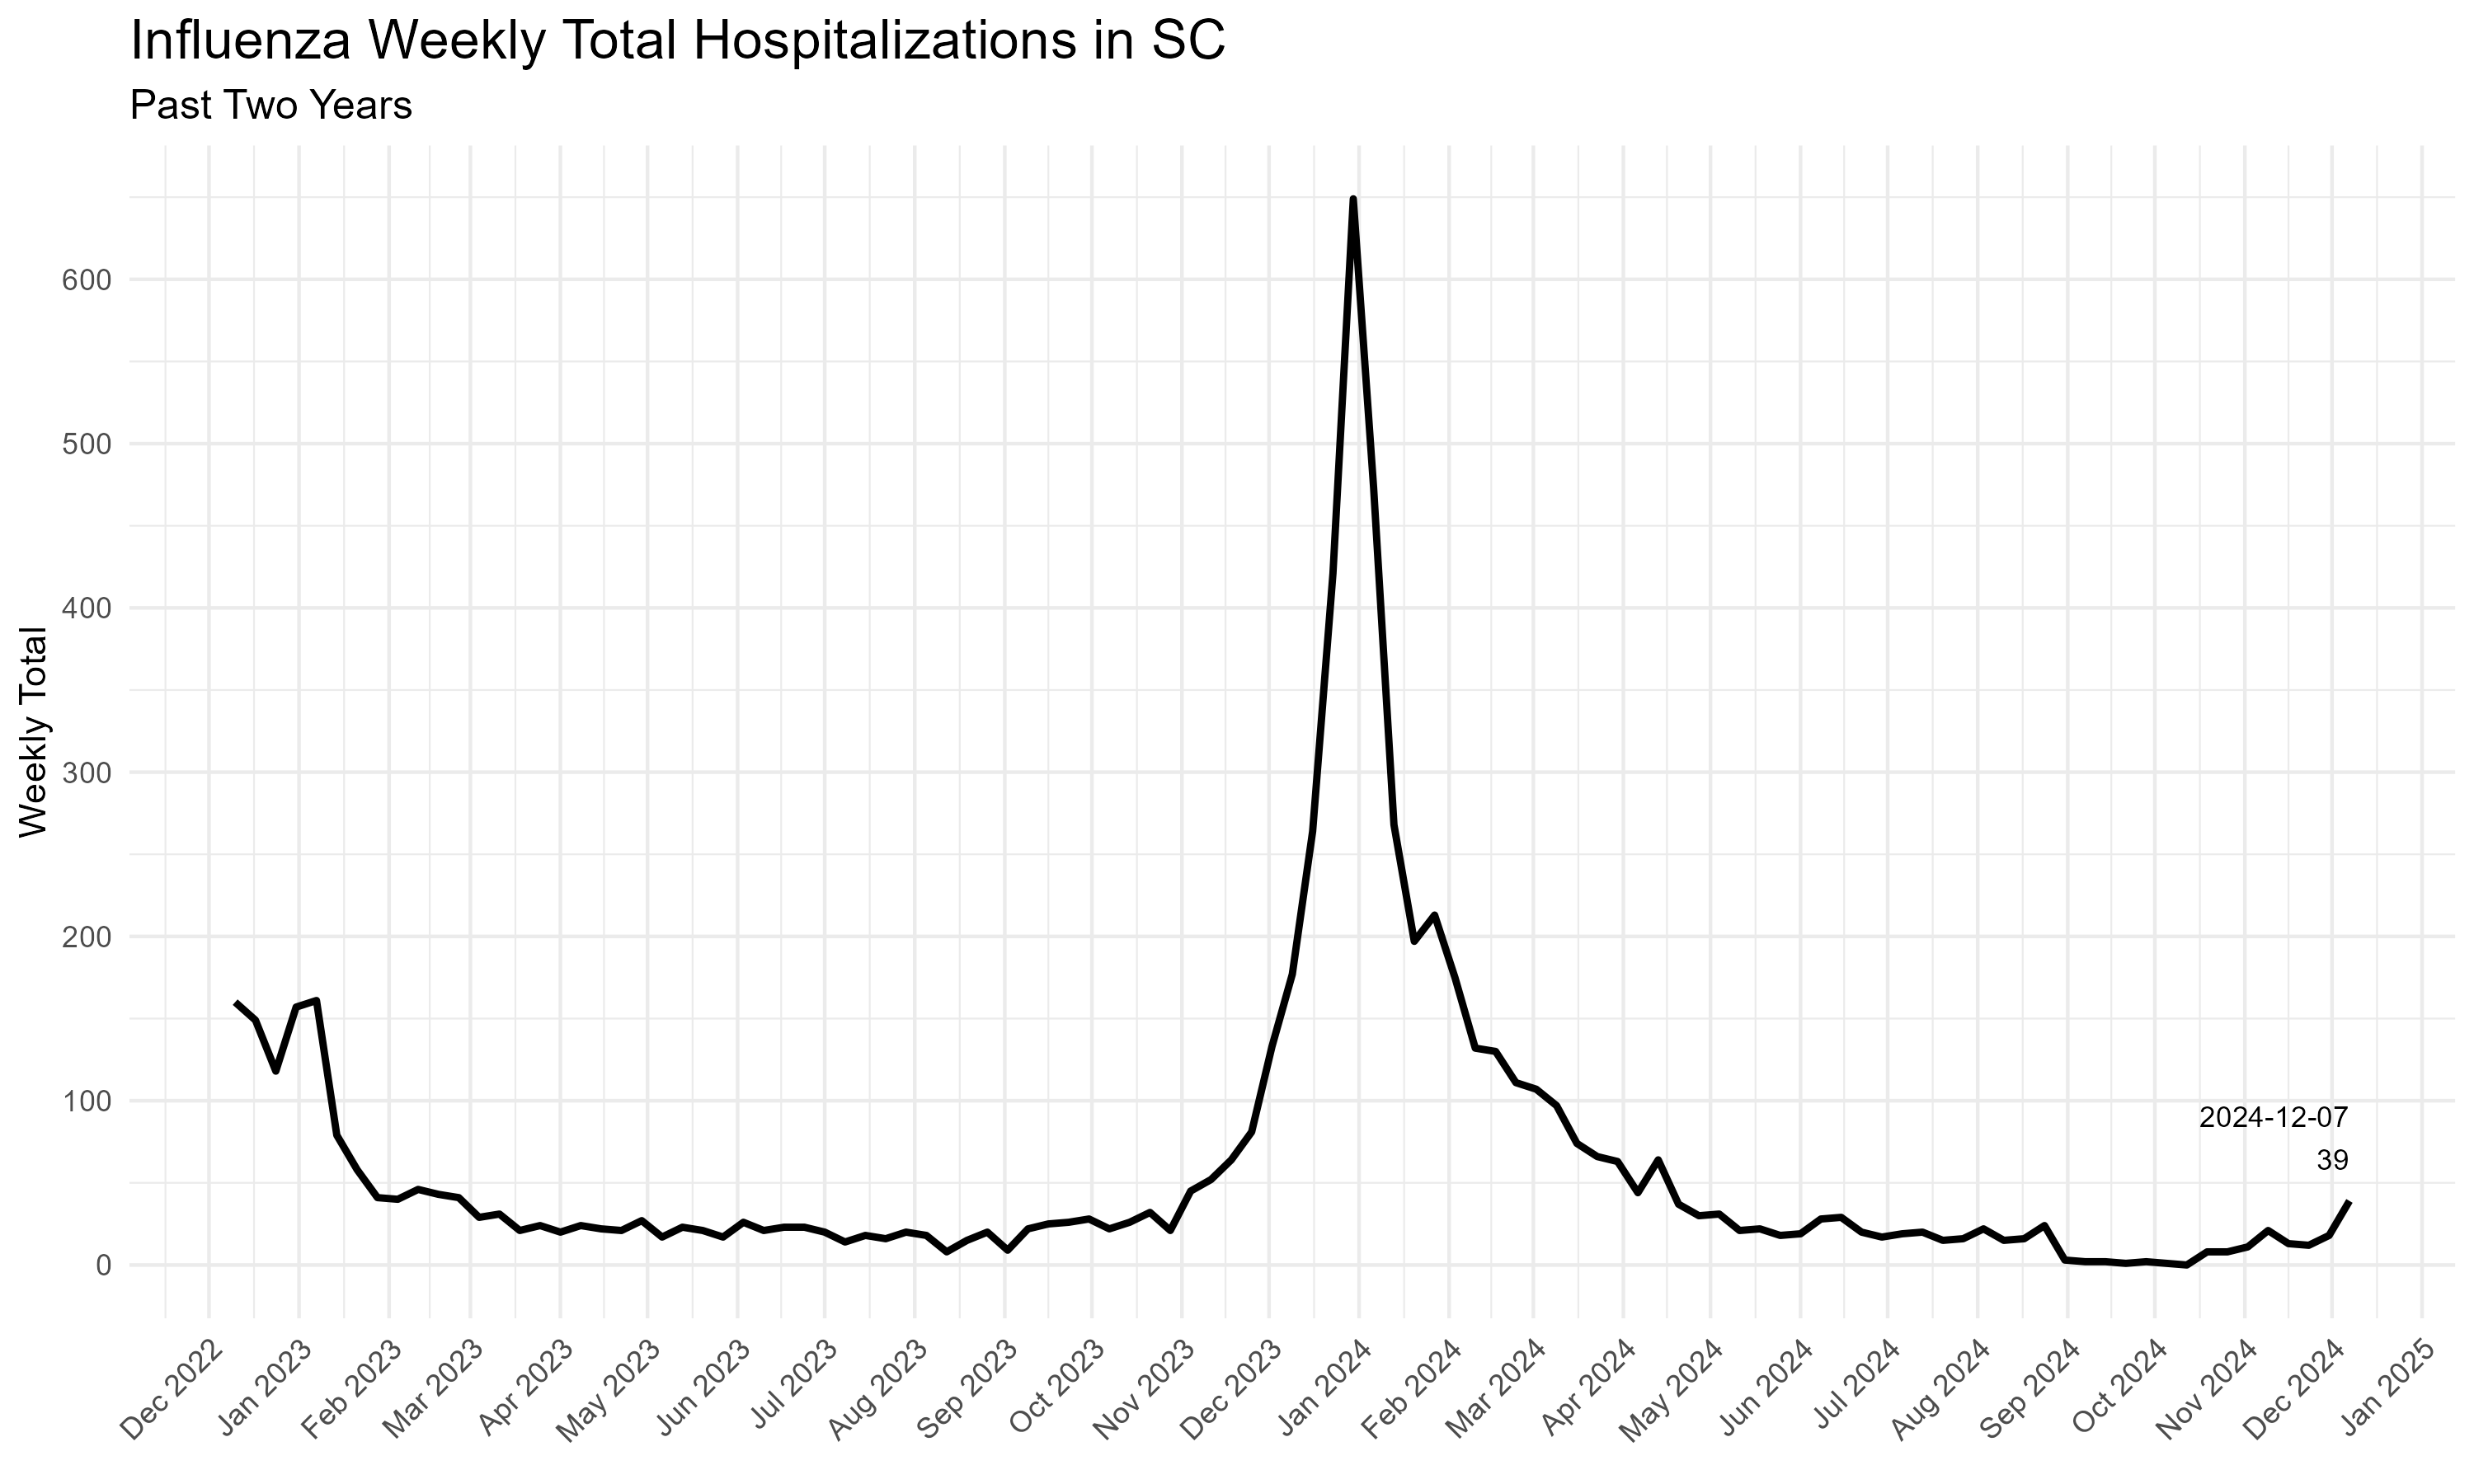 Influenza Weekly Total Hospitalizations in SC
Past Two Years
Weekly Total
600
500
400
300
200
100
0
2024-12-07
39
Dec 2022
Jan 2023
Feb 2023
Mar 2023
Apr 2023
May 2023
Jun 2023
Jul 2023
Aug 2023
Sep 2023
Oct 2023
Nov 2023
Dec 2023
Jan 2024
Feb 2024
Mar 2024
Apr 2024
May 2024
Jun 2024
Jul 2024
Aug 2024
Sep 2024
Oct 2024
Nov 2024
Dec 2024
Jan 2025